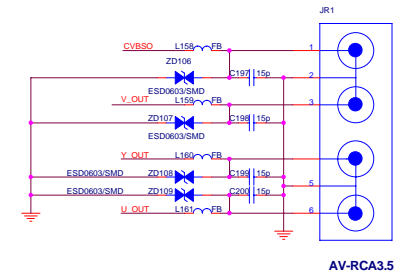 JR1
CVBSO L158 FB 1
ZD106
C197 15p 2
ESD0603/SMD
V_OUT L159 FB 3
ZD107 C198 15p
ESD0603/SMD
Y_OUT L160 FB
ESD0603/SMD ZD108 C199 15p
5
ESD0603/SMD ZD109 C200 15p
U_OUT L161 FB 6
AV-RCA3.5